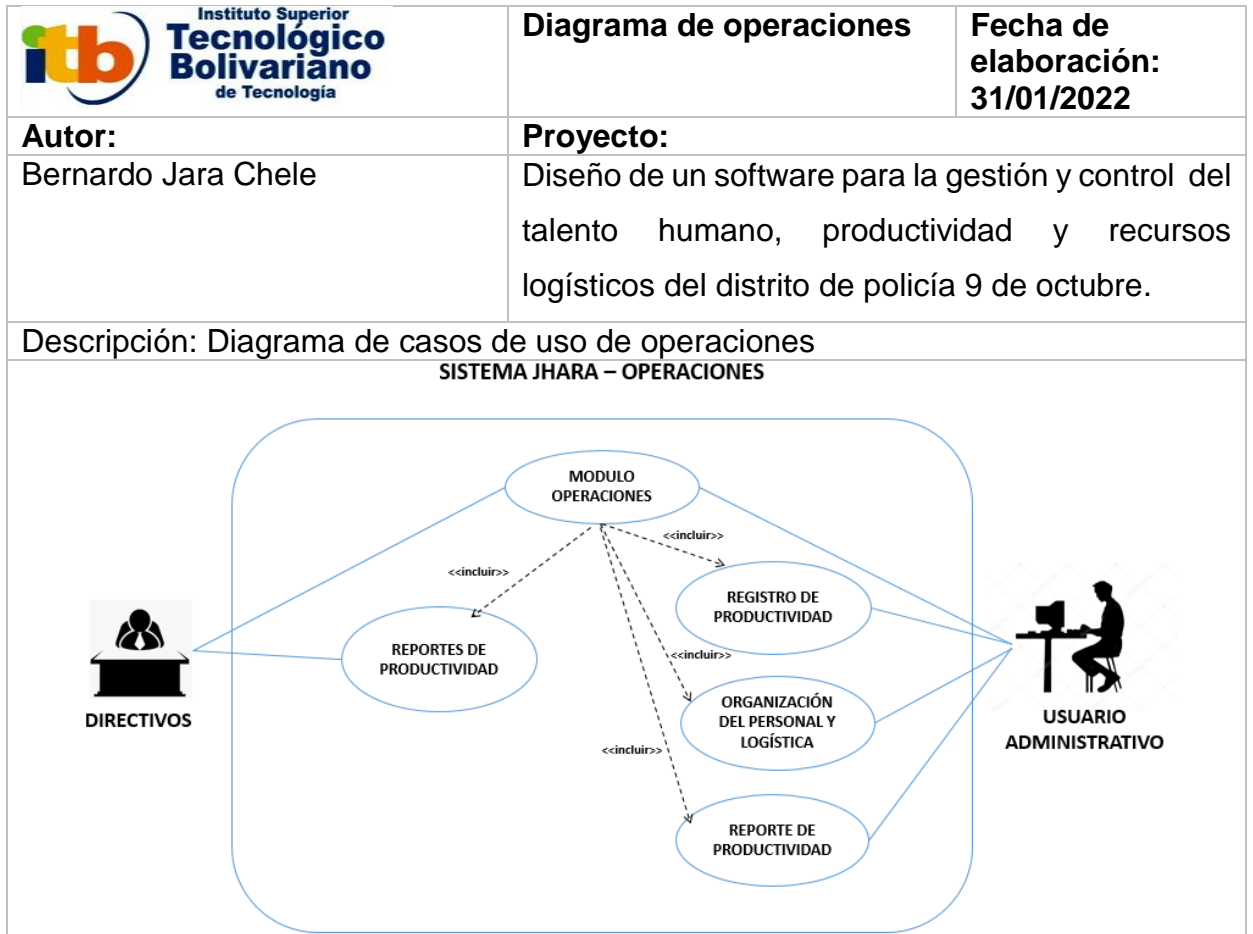 Instituto Superior
itb Tecnológico
Bolivariano
de Tecnología
Diagrama de operaciones
Fecha de
elaboración:
31/01/2022
Autor:
Proyecto:
Bernardo Jara Chele
Diseño de un software para la gestión y control del
talento humano, productividad y recursos
logísticos del distrito de policía 9 de octubre.
Descripción: Diagrama de casos de uso de operaciones
SISTEMA JHARA – OPERACIONES
MODULO
OPERACIONES
<<incluir>>
<<incluir>>
REGISTRO DE
PRODUCTIVIDAD
REPORTES DE
PRODUCTIVIDAD
<<incluir>>
ORGANIZACIÓN
DEL PERSONAL Y
LOGÍSTICA
DIRECTIVOS
USUARIO
ADMINISTRATIVO
<<incluir>>
REPORTE DE
PRODUCTIVIDAD